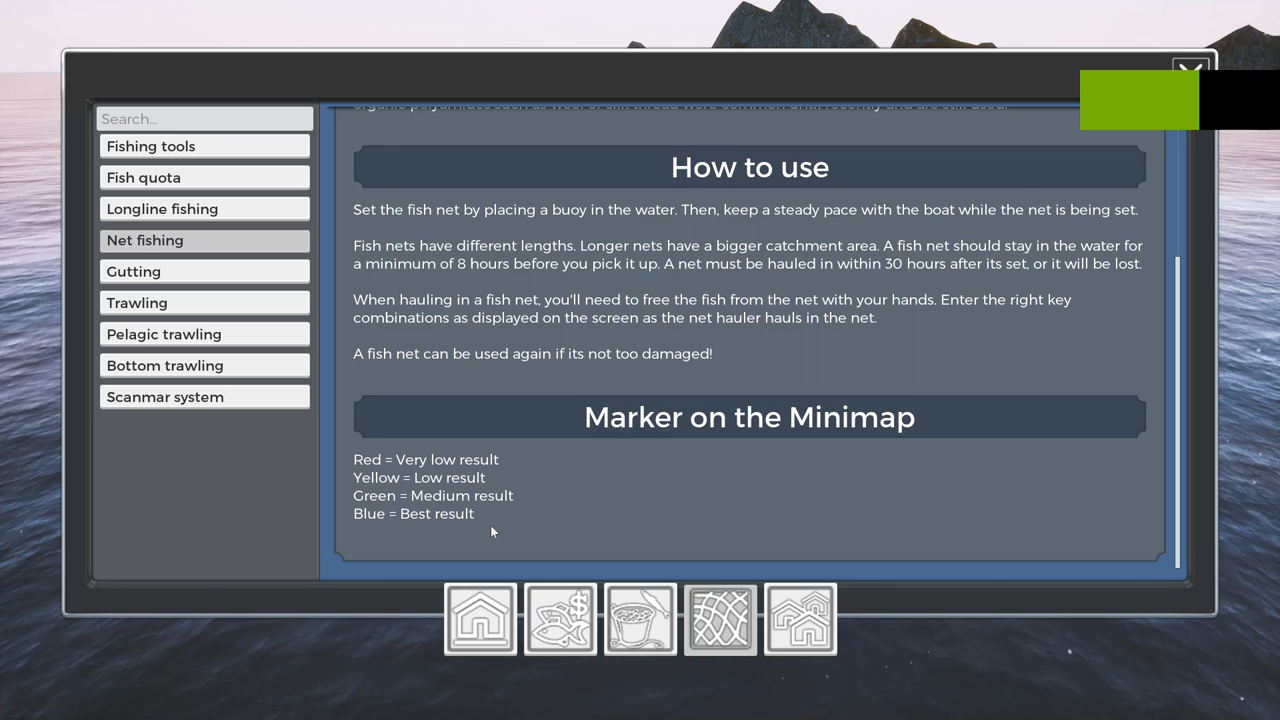 Search...
Fishing tools
Fish quota
Longline fishing
Net fishing
Gutting
Trawling
Pelagic trawling
Bottom trawling
Scanmar system
How to use
Set the fish net by placing a buoy in the water. Then, keep a steady pace with the boat while the net is being set.
Fish nets have different lengths. Longer nets have a bigger catchment area. A fish net should stay in the water for
a minimum of 8 hours before you pick it up. A net must be hauled in within 30 hours after its set, or it will be lost.
When hauling in a fish net, you'll need to free the fish from the net with your hands. Enter the right key
combinations as displayed on the screen as the net hauler hauls in the net.
A fish net can be used again if its not too damaged!
Marker on the Minimap
Red = Very low result
Yellow = Low result
Green = Medium result
Blue = Best result